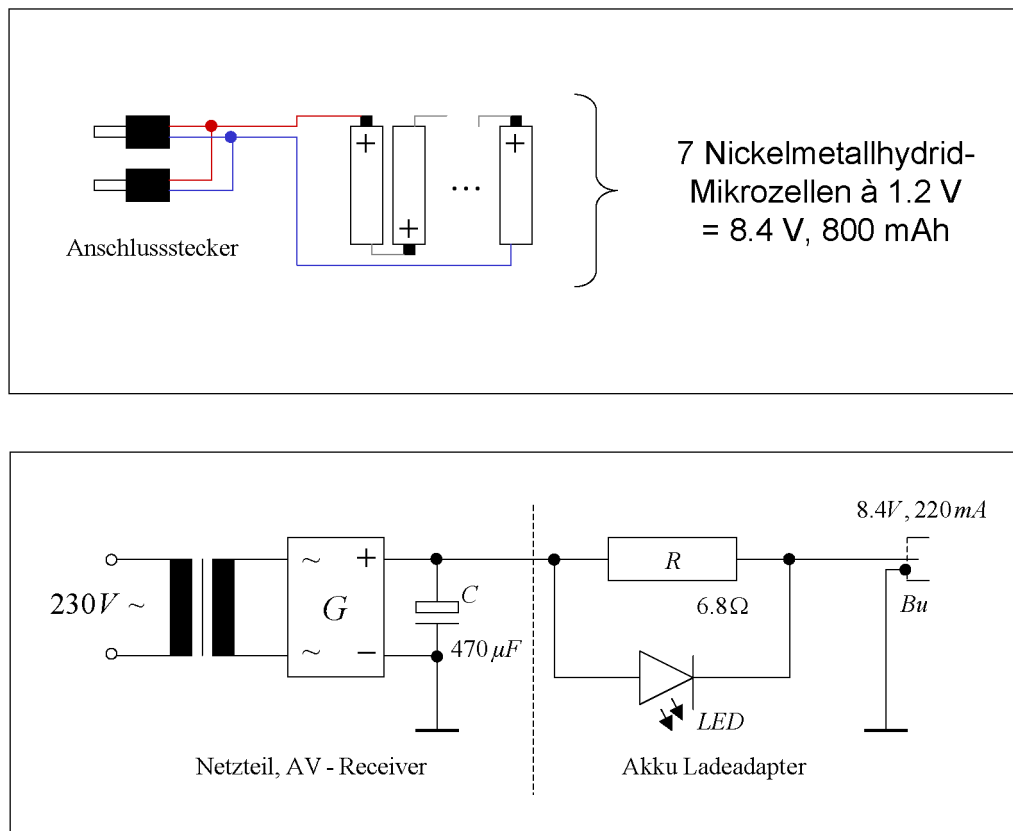 +
+
+
...
7 Nickelmetallhydrid-
Mikrozellen à 1.2 V
= 8.4 V, 800 mAh
Anschlussstecker
8.4V, 220mA
~ +
R
230V ~
G
C
Bu
6.8Ω
~ −
470 µF
LED
Netzteil, AV - Receiver
Akku Ladeadapter